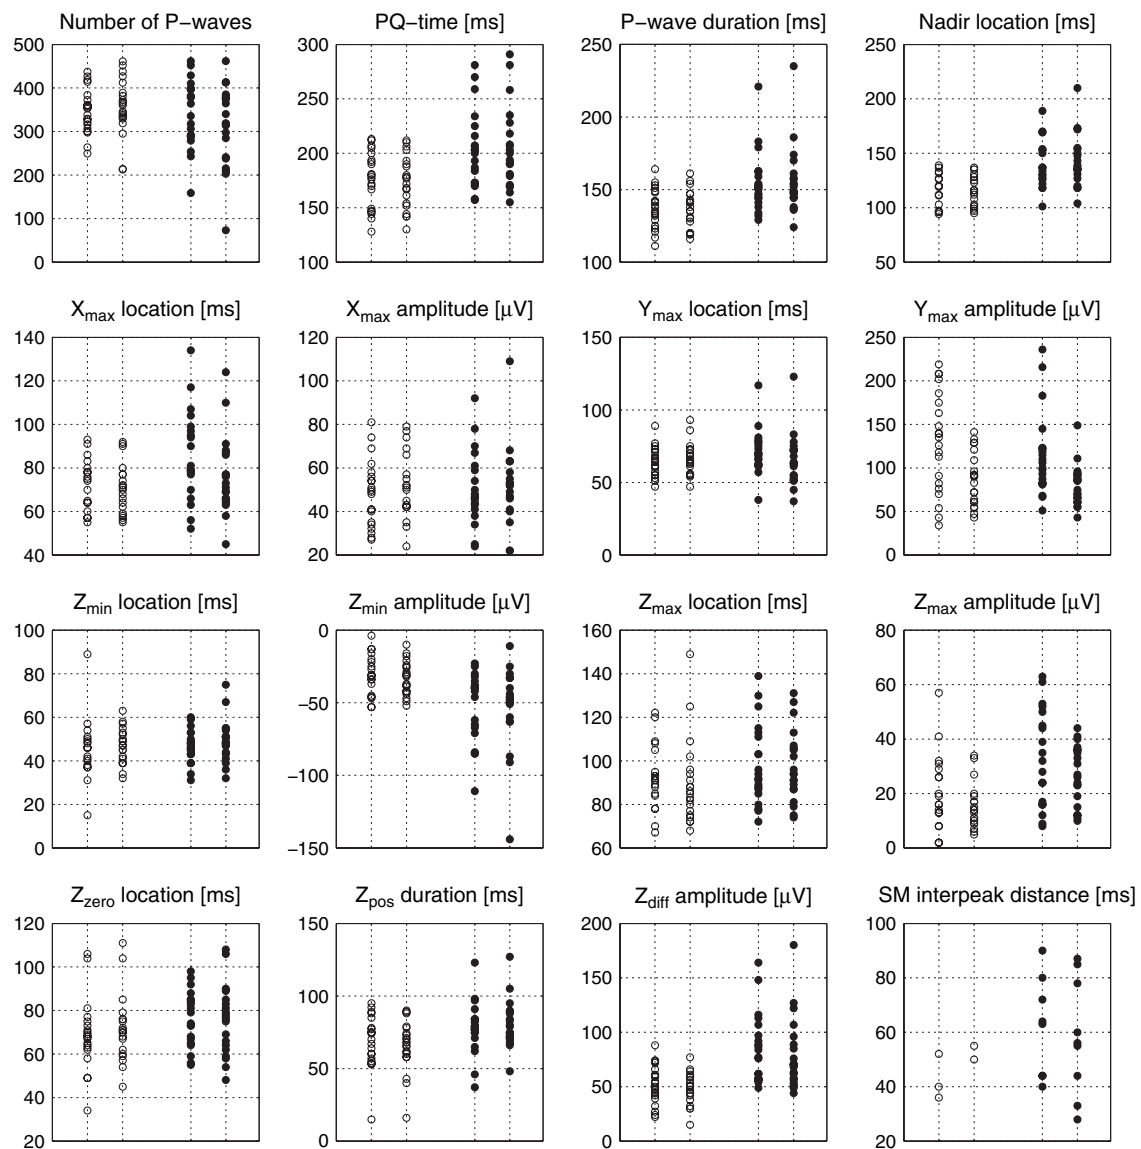 Number of P−waves PQ−time [ms] P−wave duration [ms] Nadir location [ms]
500 300 250 250
400 250 200 200
300
200 200 150
200
150 150 100
100
0 100 100 50
Xmax location [ms] Xmax amplitude [µV] Ymax location [ms] Ymax amplitude [µV]
140 120 150 250
120 100 200
100
100 80 150
80 60 100
50
60 40 50
40 20 0 0
Zmin location [ms] Zmin amplitude [µV] Zmax location [ms] Zmax amplitude [µV]
100 0 160 80
80 140
−50 60
60 120
40
40 −100 100
20
20 80
0 −150 60 0
Zzero location [ms] Zpos duration [ms] Zdiff amplitude [µV] SM interpeak distance [ms]
120 150 200 100
100 150 80
100
80
100 60
60
50
40 50 40
20 0 0 20